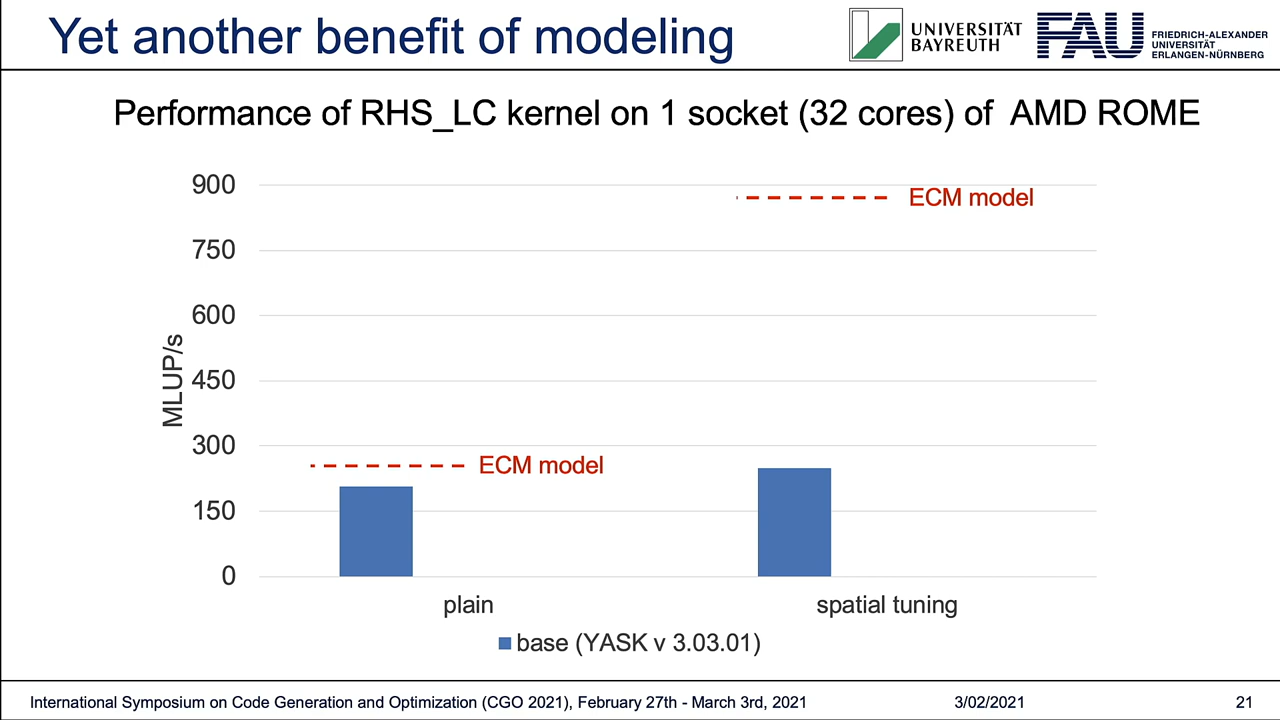 Yet another benefit of modeling
UNIVERSITÄT
BAYREUTH
FAU
FRIEDRICH-ALEXANDER
UNIVERSITÄT
ERLANGEN-NÜRNBERG
Performance of RHS_LC kernel on 1 socket (32 cores) of AMD ROME
900
ECM model
750
600
MLUP/s
450
300
ECM model
150
0
plain
spatial tuning
base (YASK v 3.03.01)
International Symposium on Code Generation and Optimization (CGO 2021), February 27th - March 3rd, 2021
3/02/2021
21